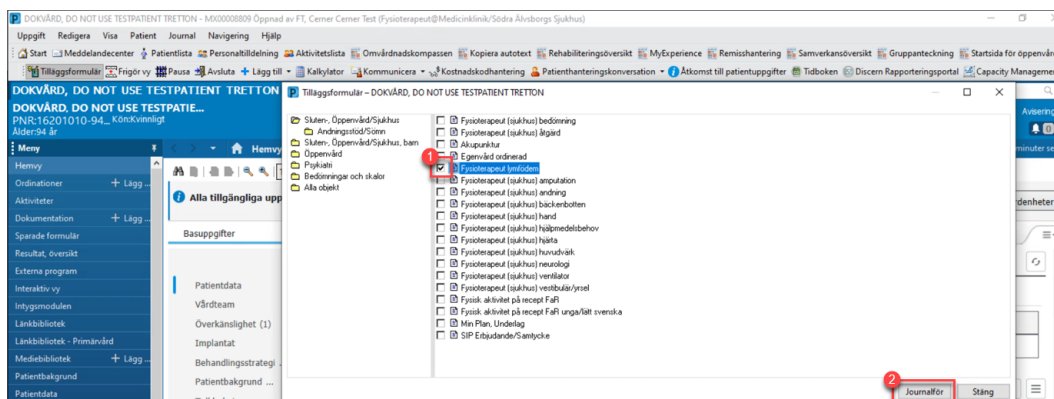 DOKVÅRD, DO NOT USE TESTPATIENT TRETTON - MX00008809 Öppnad av FT, Cerner Cerner Test (Fysioterapeut@Medicinklinik/Södra Älvsborgs Sjukhus)
Uppgift Redigera Visa Patient Journal Navigering Hjälp
Start Meddelandecenter Patientlista Personaltilldelning Aktivitetslista Omvårdnadskompassen Kopiera autotext Rehabiliteringsöversikt MyExperience Remisshantering Samverkansöversikt Gruppanteckning Startsida för öppenvår
Tilläggsformulär Frigör vy Pausa Avsluta Lägg till Kalkylator Kommunicera Kostnadskodhantering Patienthanteringskonversation Åtkomst till patientuppgifter Tidboken Discern Rapporteringsportal Capacity Manageme
DOKVÅRD, DO NOT USE TESTPATIENT TRETTON
DOKVÅRD, DO NOT USE TESTPATIE...
PNR:16201010-94... Kön:Kvinnligt
Ålder:94 år
Avisering
0
minuter se
Meny
Hemvy
Hemvy
Ordinationer + Lägg ...
Aktiviteter
Dokumentation + Lägg ...
Sparade formulär
Resultat, översikt
Externa program
Interaktiv vy
Intygsmodulen
Länkbibliotek
Länkbibliotek - Primärvård
Mediebibliotek + Lägg ...
Patientbakgrund
Patientdata
Alla tillgängliga upp
rdenheter
Basuppgifter
Patientdata
Vårdteam
Överkänslighet (1)
Implantat
Behandlingsstrategi .
Patientbakgrund ...
Tilläggsformulär – DOKVÅRD, DO NOT USE TESTPATIENT TRETTON
Sluten-, Öppenvård/Sjukhus
Andningsstöd/Sömn
Sluten-, Öppenvård/Sjukhus, barn
Öppenvård
Psykiatri
Bedömningar och skalor
Alla objekt
Fysioterapeut (sjukhus) bedömning
Fysioterapeut (sjukhus) åtgärd
Akupunktur
Egenvård ordinerad
1
Fysioterapeut lymfödem
Fysioterapeut (sjukhus) amputation
Fysioterapeut (sjukhus) andning
Fysioterapeut (sjukhus) bäckenbotten
Fysioterapeut (sjukhus) hand
Fysioterapeut (sjukhus) hjälpmedelsbehov
Fysioterapeut (sjukhus) hjärta
Fysioterapeut (sjukhus) huvudvärk
Fysioterapeut (sjukhus) neurologi
Fysioterapeut (sjukhus) ventilator
Fysioterapeut (sjukhus) vestibulär/yrsel
Fysisk aktivitet på recept FaR
Fysisk aktivitet på recept FaR unga/lätt svenska
Min Plan, Underlag
SIP Erbjudande/Samtycke
2
Journalför Stäng